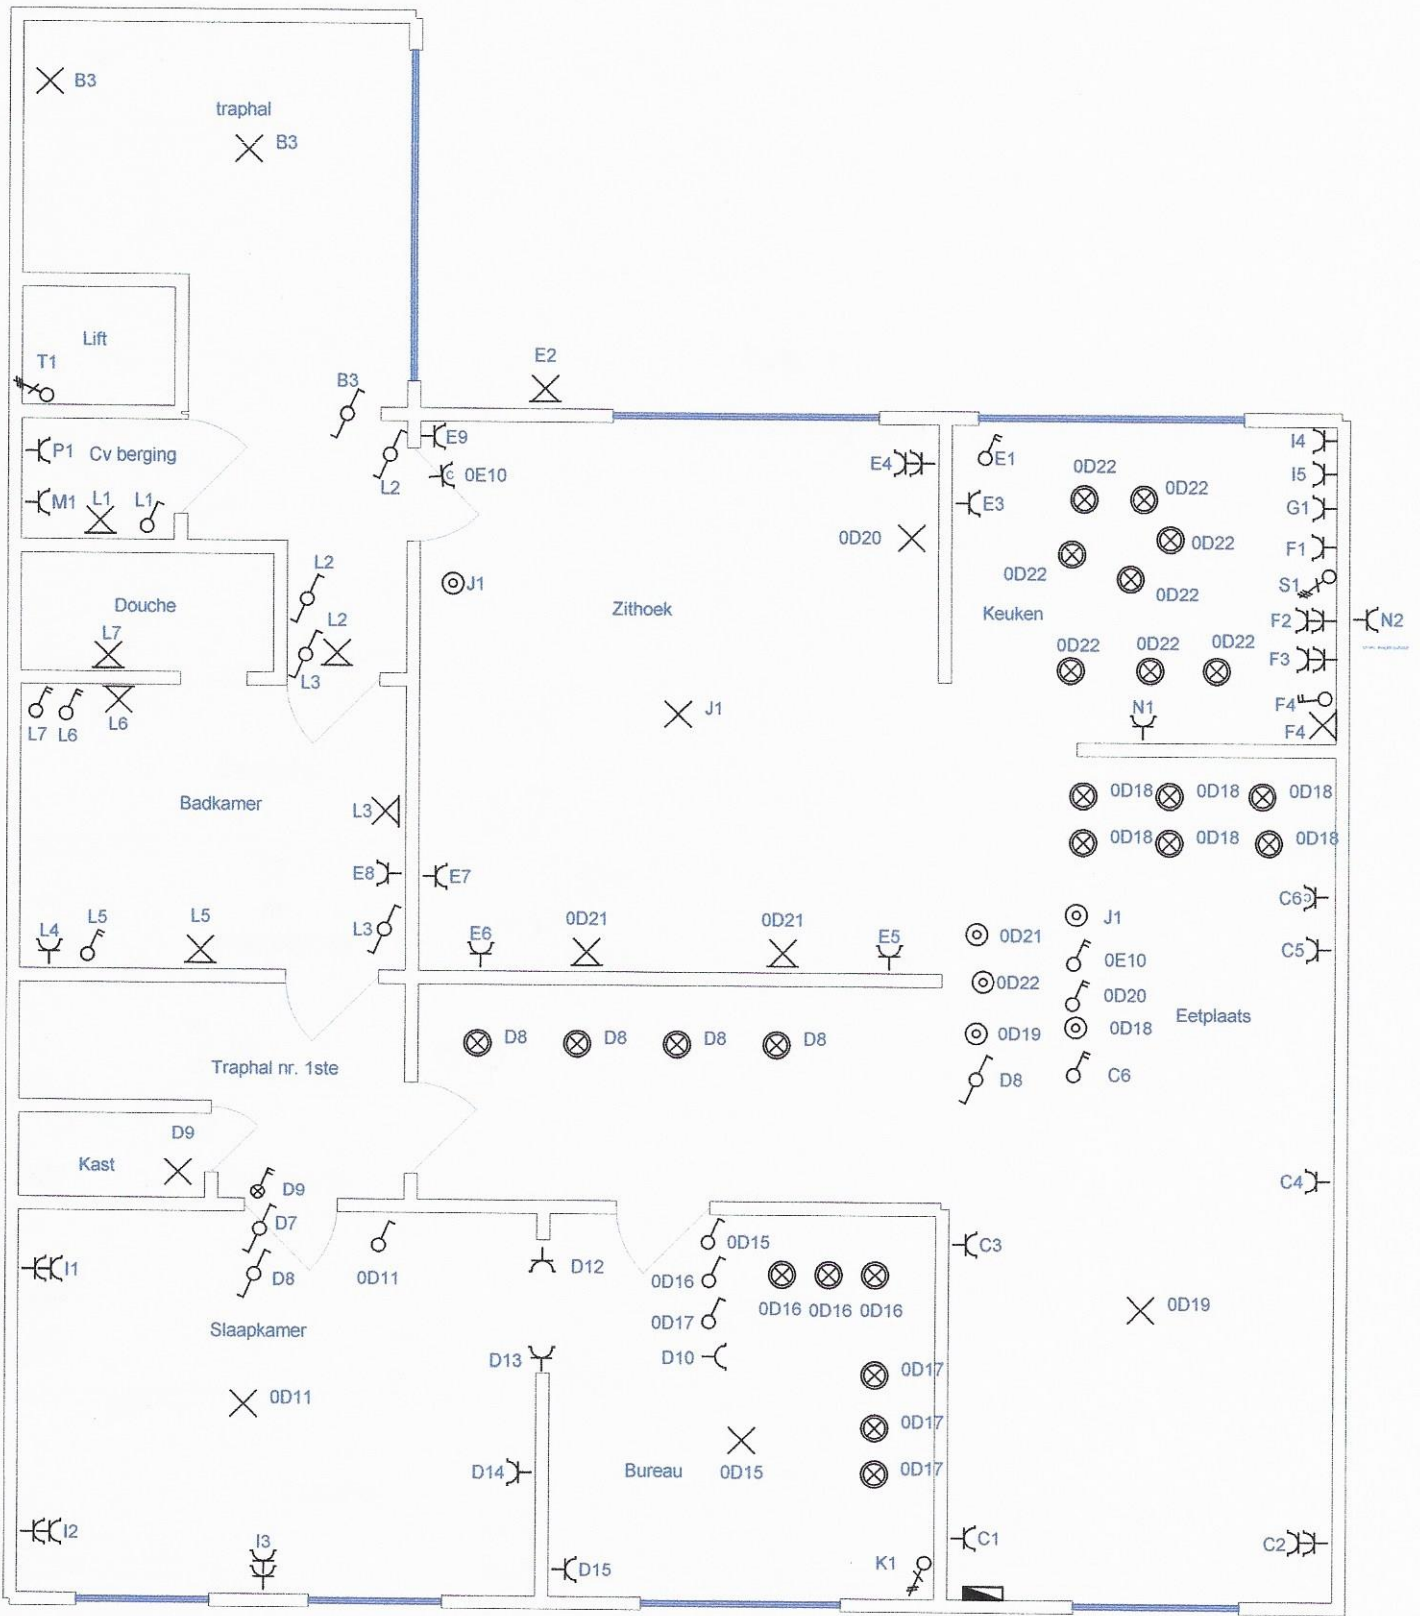 B3
traphal
B3
Lift
T1
B3
E2
P1
Cv berging
M1
L1
L1
L2
E9
0E10
E4
E1
E3
0D20
0D22
0D22
0D22
0D22
0D22
I4
I5
G1
F1
S1
F2
N2
F3
Keuken
0D22
0D22
0D22
F4
N1
F4
L2
Douche
L7
L2
L3
J1
Zithoek
J1
L7
L6
L6
Badkamer
L3
E8
E7
L4
L5
L5
L3
E6
0D21
0D21
E5
0D18
0D18
0D18
0D18
0D18
0D18
C6
C5
0D21
J1
0E10
0D22
0D20
Eetplaats
0D19
0D18
D8
C6
D8
D8
D8
D8
Traphal nr. 1ste
D9
Kast
D9
D7
D8
0D11
D12
0D15
0D16
0D16
0D16
0D16
0D17
C4
C3
I1
Slaapkamer
D13
D10
0D19
0D17
0D11
0D17
D14
Bureau
0D15
0D17
I2
I3
D15
K1
C1
C2